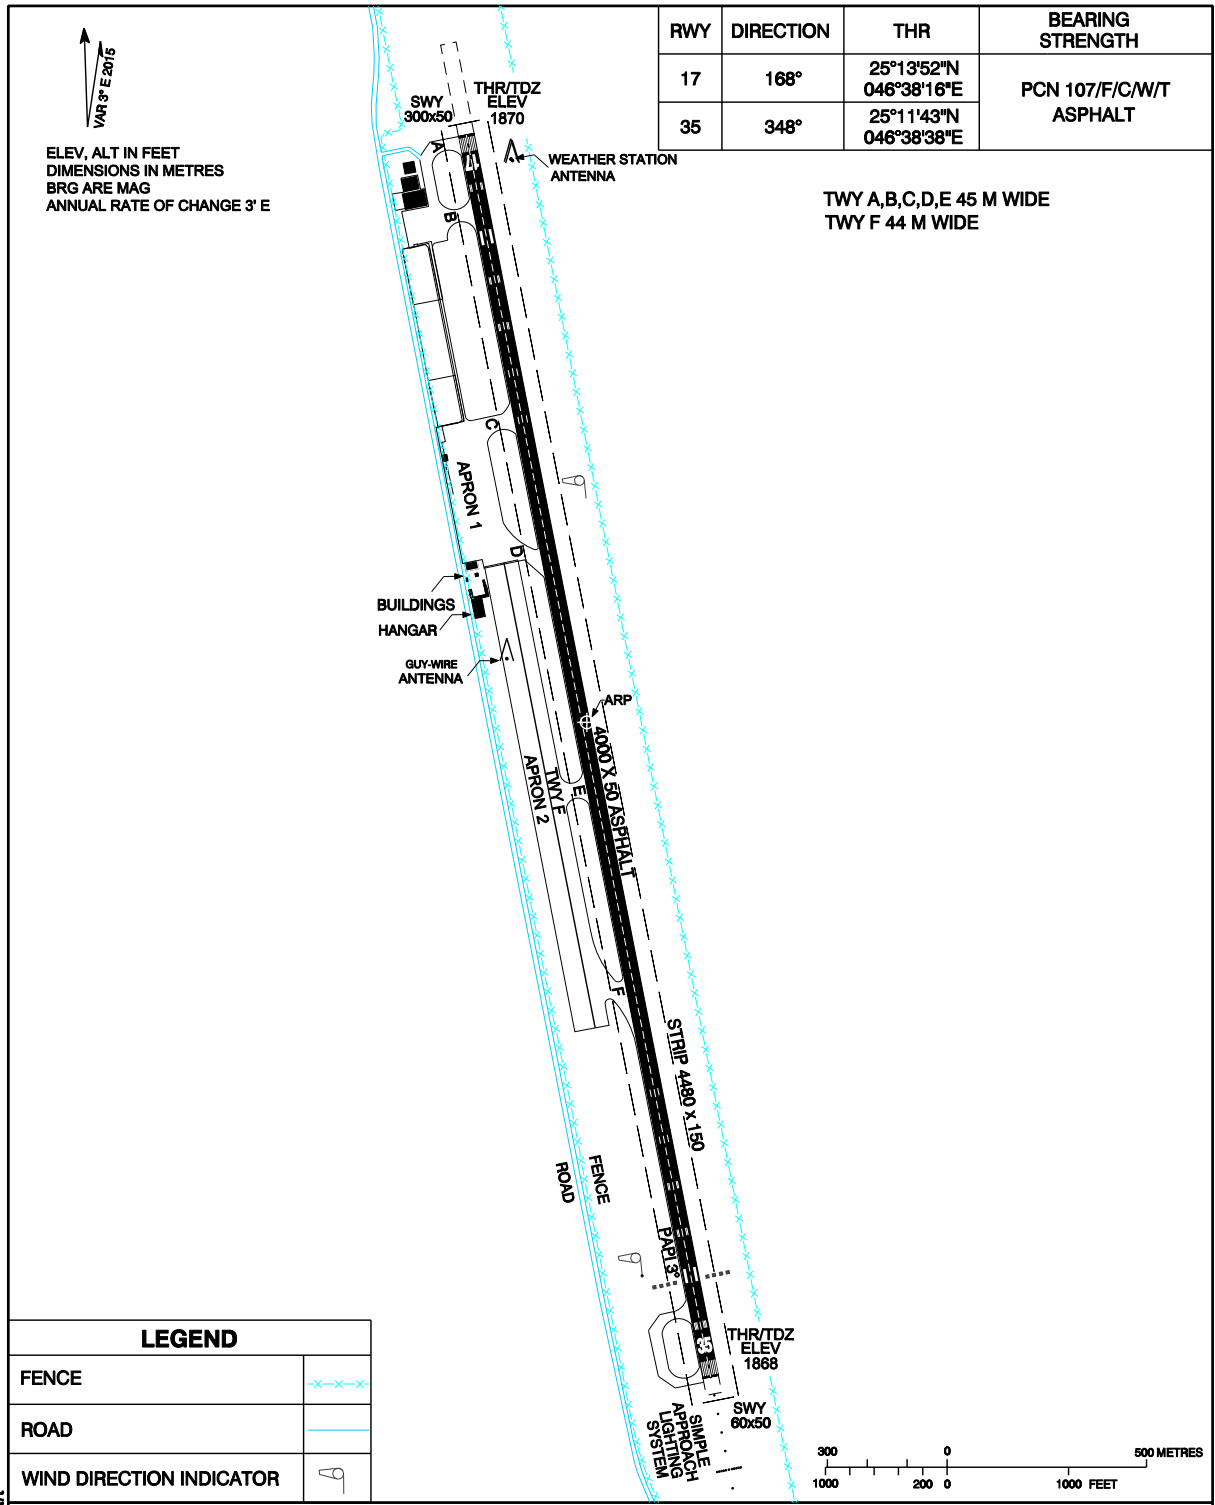 RWY DIRECTION THR BEARING STRENGTH
17 168° 25°13'52"N 046°38'16"E PCN 107/F/C/W/T ASPHALT
35 348° 25°11'43"N 046°38'38"E
VAR 3° E 2015
ELEV, ALT IN FEET
DIMENSIONS IN METRES
BRG ARE MAG
ANNUAL RATE OF CHANGE 3' E
SWY
300x50
THR/TDZ
ELEV
1870
WEATHER STATION
ANTENNA
TWY A,B,C,D,E 45 M WIDE
TWY F 44 M WIDE
A
17
B
C
APRON 1
D
BUILDINGS
HANGAR
GUY-WIRE
ANTENNA
ARP
4000 X 50 ASPHALT
TWY F
APRON 2
E
F
STRIP 4480 x 150
FENCE
ROAD
PAPI 3°
35
THR/TDZ
ELEV
1868
SWY
60x50
SIMPLE
APPROACH
LIGHTING
SYSTEM
LEGEND
FENCE
ROAD
WIND DIRECTION INDICATOR
300 0 500 METRES
1000 200 0 1000 FEET